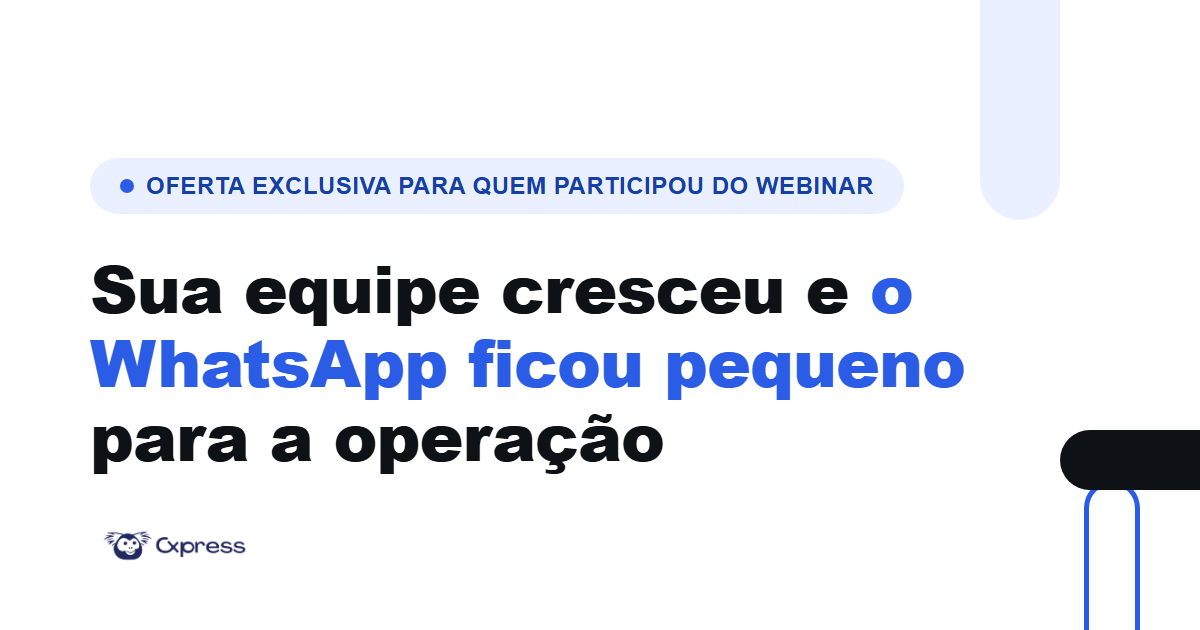 OFERTA EXCLUSIVA PARA QUEM PARTICIPOU DO WEBINAR
Sua equipe cresceu e o
WhatsApp ficou pequeno
para a operação
Cxpress